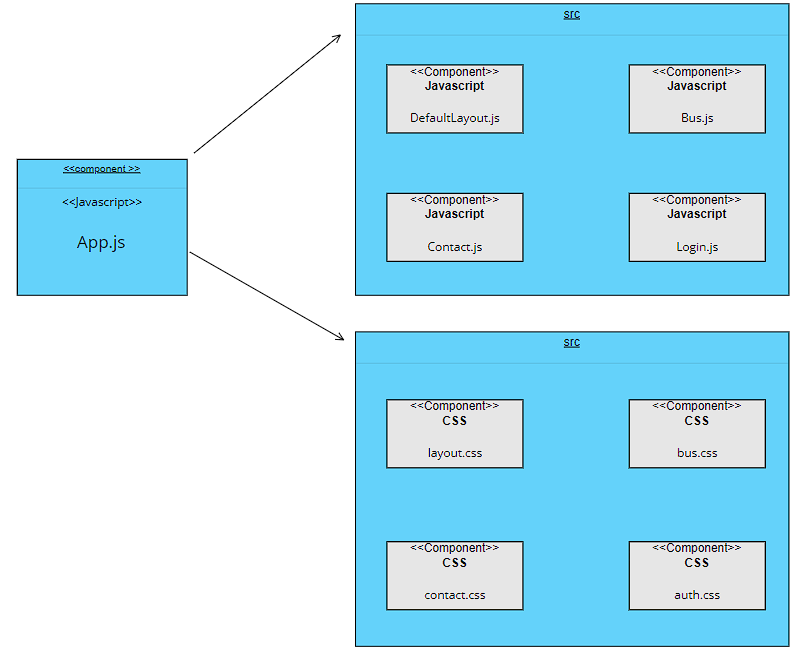 <<component >>
<<Javascript>>
App.js
src
<<Component>>
Javascript
DefaultLayout.js
<<Component>>
Javascript
Bus.js
<<Component>>
Javascript
Contact.js
<<Component>>
Javascript
Login.js
src
<<Component>>
CSS
layout.css
<<Component>>
CSS
bus.css
<<Component>>
CSS
contact.css
<<Component>>
CSS
auth.css